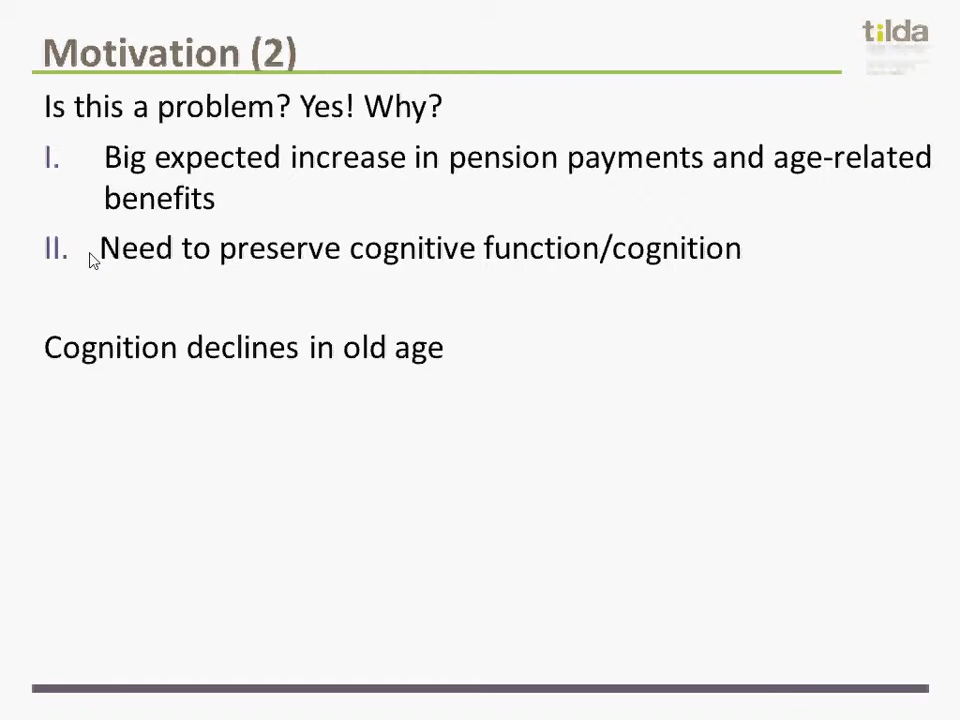 Motivation (2)
tilda
Is this a problem? Yes! Why?
I. Big expected increase in pension payments and age-related
benefits
II. Need to preserve cognitive function/cognition
Cognition declines in old age